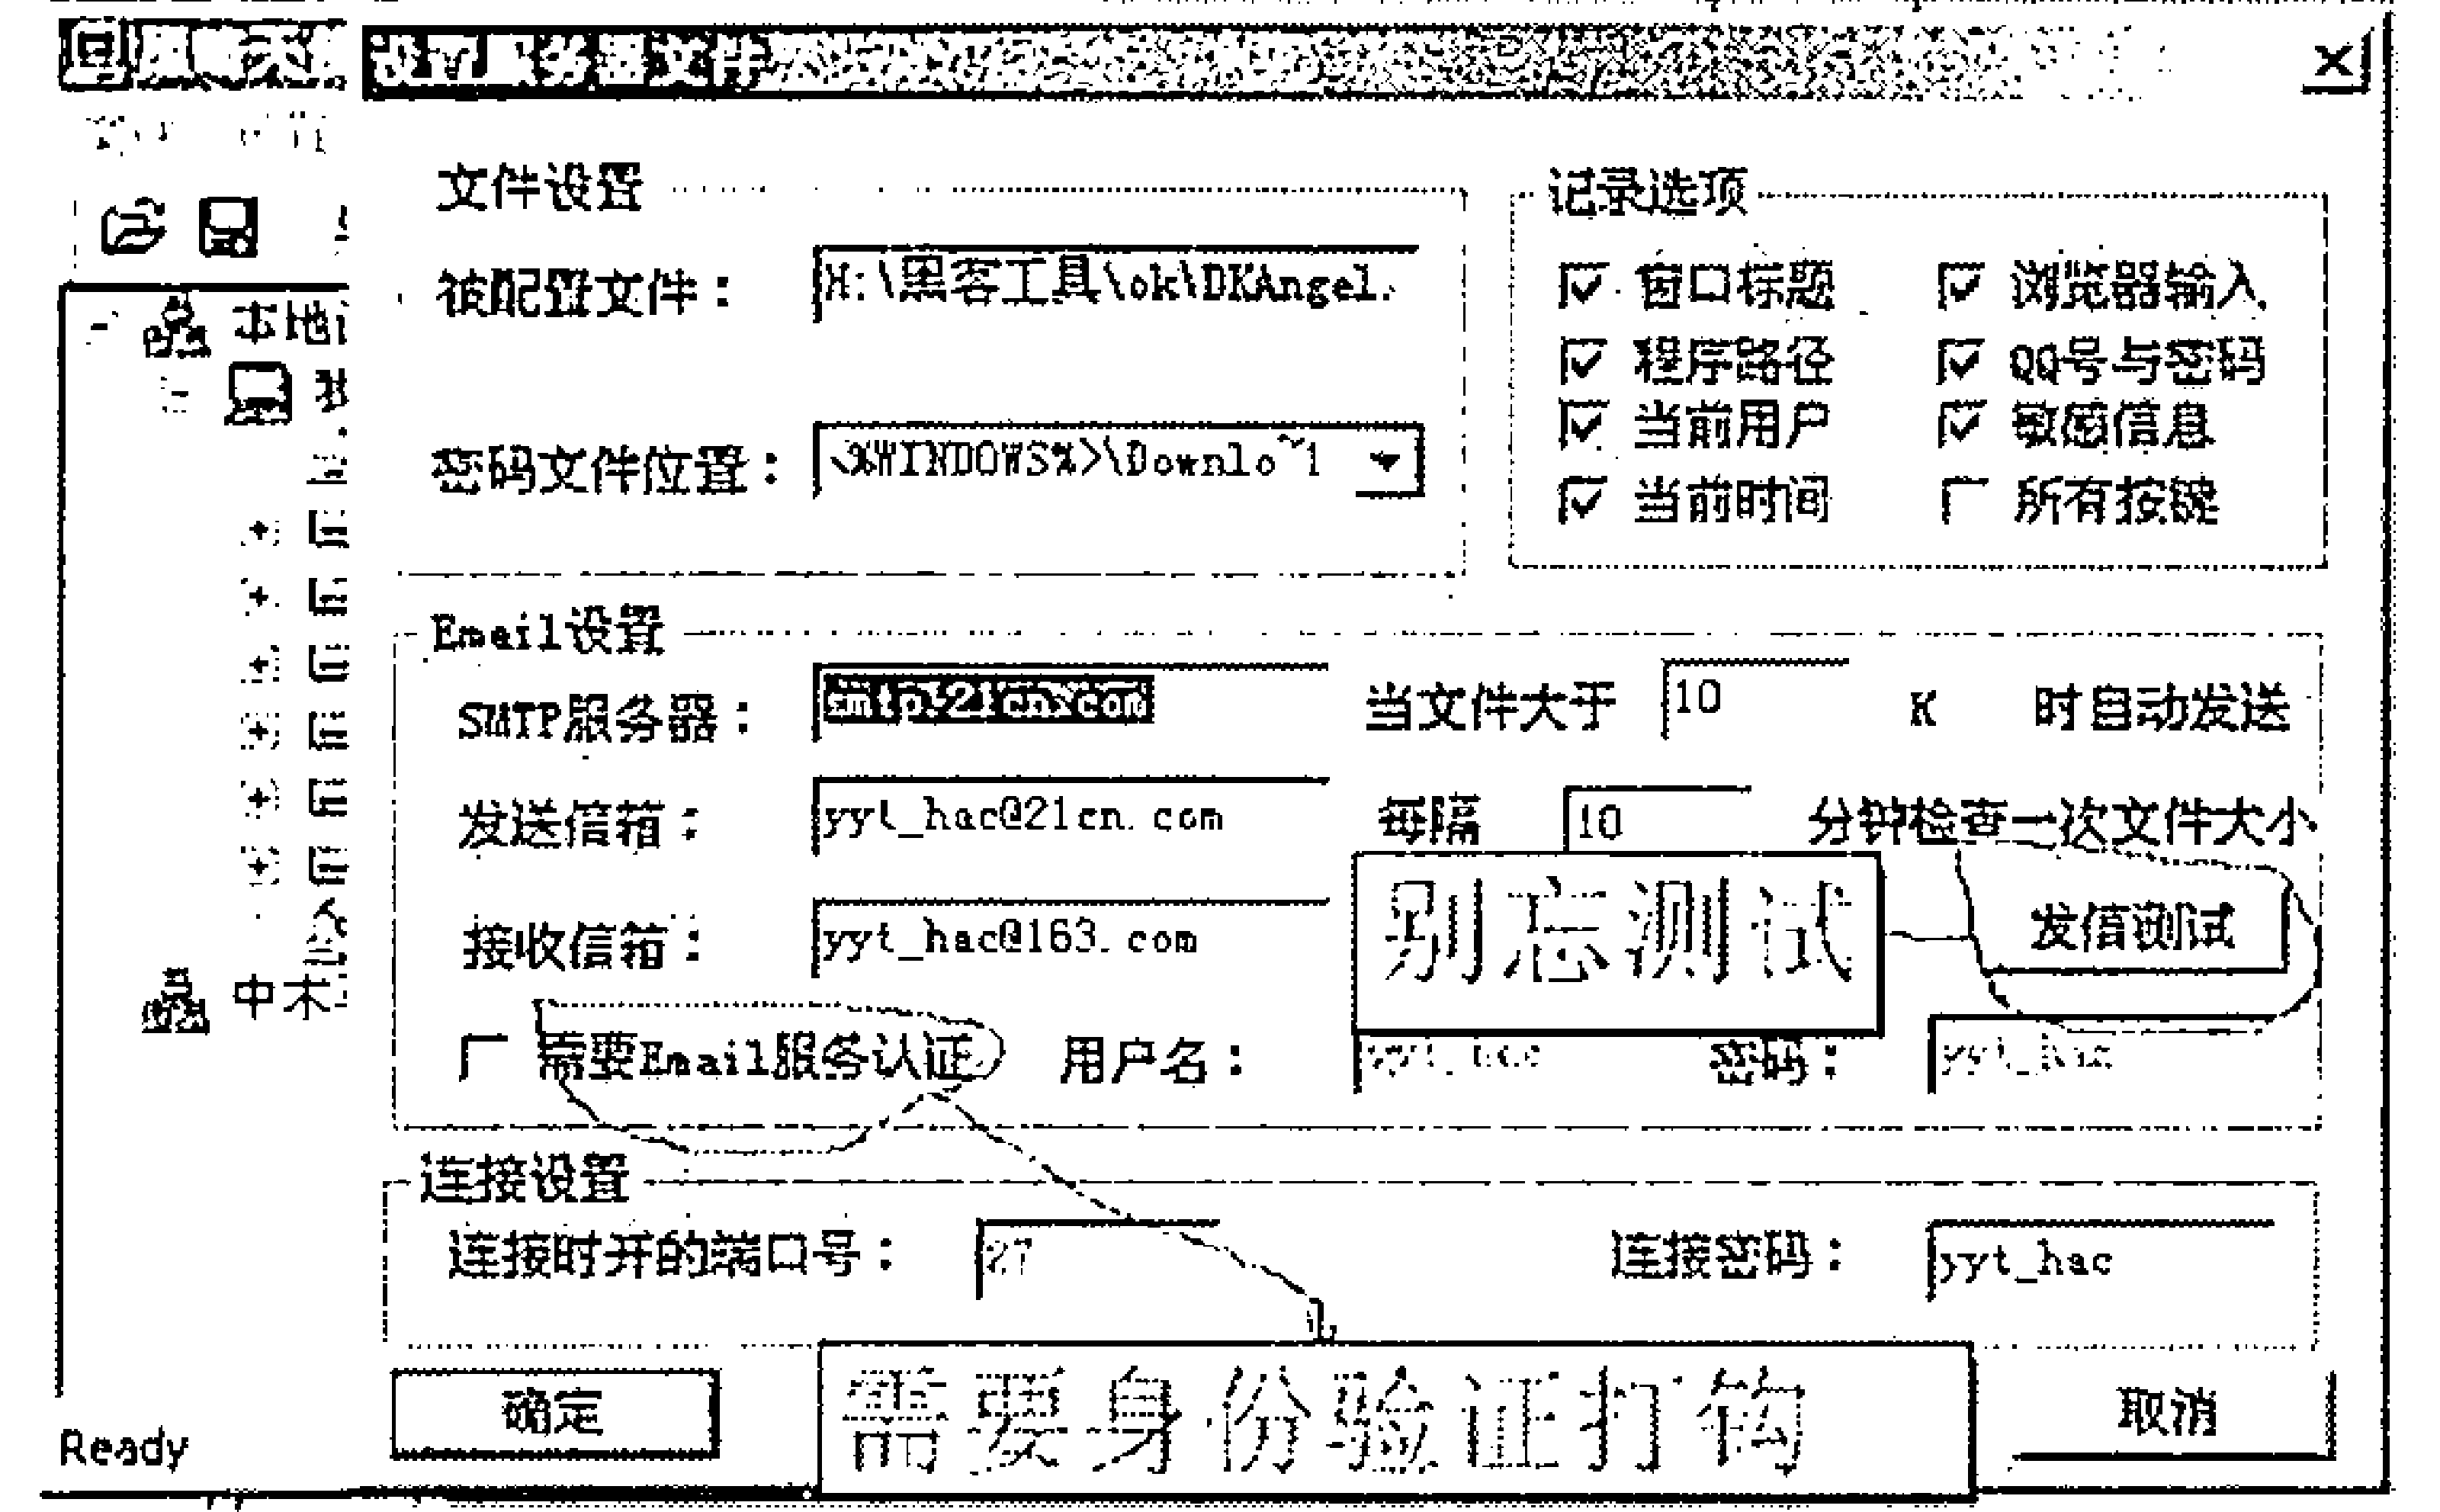 设置服务器文件
文件设置
被配置文件：
H:\黑客工具\ok\DKAngel.
密码文件位置：
%WINDOWS%>\Downlo~1
记录选项
窗口标题
浏览器输入
程序路径
QQ号与密码
当前用户
敏感信息
当前时间
所有按键
本地
Email设置
SMTP服务器：
smtp.21cn.com
当文件大于 10 K 时自动发送
发送信箱：
yyt_hac@21cn.com
每隔 10 分钟检查一次文件大小
接收信箱：
yyt_hac@163.com
别忘测试
发信测试
需要Email服务认证
用户名：
yyt_hac
密码：
yyt_hac
连接设置
连接时开的端口号：
27
连接密码：
yyt_hac
确定
需要身份验证打钩
取消
Ready